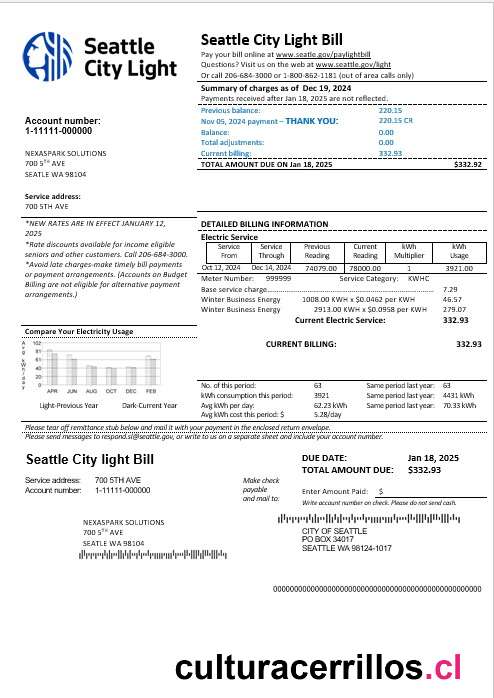 Seattle
City Light
Seattle City Light Bill
Pay your bill online at www.seattle.gov/paylightbill
Questions? Visit us on the web at www.seattle.gov/light
Or call 206-684-3000 or 1-800-862-1181 (out of area calls only)
Summary of charges as of Dec 19, 2024
Payments received after Jan 18, 2025 are not reflected.
Previous balance: 220.15
Nov 05, 2024 payment – THANK YOU: 220.15 CR
Balance: 0.00
Total adjustments: 0.00
Current billing: 332.93
TOTAL AMOUNT DUE ON Jan 18, 2025 $332.92
Account number:
1-11111-000000
NEXASPARK SOLUTIONS
700 5TH AVE
SEATLE WA 98104
Service address:
700 5TH AVE
*NEW RATES ARE IN EFFECT JANUARY 12,
2025
*Rate discounts available for income eligible
seniors and other customers. Call 206-684-3000.
*Avoid late charges-make timely bill payments
or payment arrangements. (Accounts on Budget
Billing are not eligible for alternative payment
arrangements.)
DETAILED BILLING INFORMATION
Electric Service
Service From Service Through Previous Reading Current Reading kWh Multiplier kWh Usage
Oct 12, 2024 Dec 14, 2024 74079.00 78000.00 1 3921.00
Meter Number: 999999 Service Category: KWHC
Base service charge 7.29
Winter Business Energy 1008.00 KWH x $0.0462 per KWH 46.57
Winter Business Energy 2913.00 KWH x $0.0958 per KWH 279.07
Current Electric Service: 332.93
CURRENT BILLING: 332.93
Compare Your Electricity Usage
Avg kWh/day
102
83
61
40
20
0
APR JUN AUG OCT DEC FEB
Light-Previous Year Dark-Current Year
No. of this period: 63 Same period last year: 63
kWh consumption this period: 3921 Same period last year: 4431 kWh
Avg kWh per day: 62.23 kWh Same period last year: 70.33 kWh
Avg kWh cost this period: $ 5.28/day
Please tear off remittance stub below and mail it with your payment in the enclosed return envelope.
Please send messages to respond.sl@seattle.gov, or write to us on a separate sheet and include your account number.
Seattle City light Bill
Service address: 700 5TH AVE
Account number: 1-11111-000000
Make check
payable
and mail to:
DUE DATE: Jan 18, 2025
TOTAL AMOUNT DUE: $332.93
Enter Amount Paid: $
Write account number on check. Please do not send cash.
NEXASPARK SOLUTIONS
700 5TH AVE
SEATLE WA 98104
CITY OF SEATTLE
PO BOX 34017
SEATTLE WA 98124-1017
culturacerrillos.cl